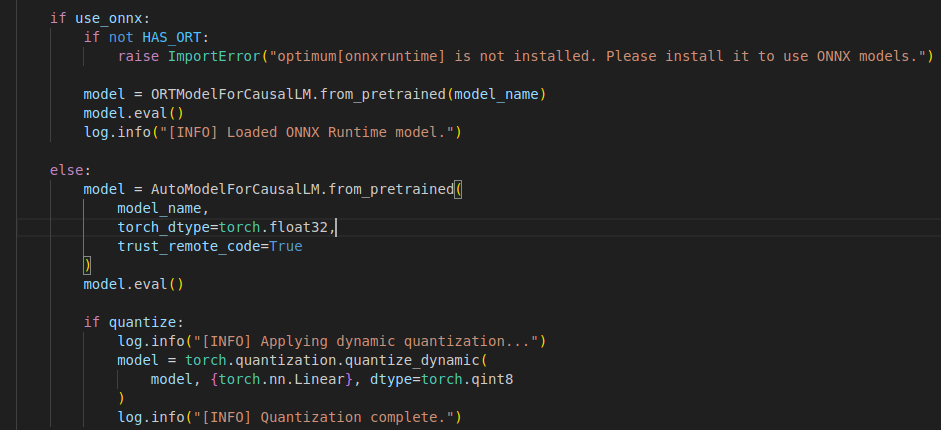 if use_onnx:
    if not HAS_ORT:
        raise ImportError("optimum[onnxruntime] is not installed. Please install it to use ONNX models.")

    model = ORTModelForCausalLM.from_pretrained(model_name)
    model.eval()
    log.info("[INFO] Loaded ONNX Runtime model.")

else:
    model = AutoModelForCausalLM.from_pretrained(
        model_name,
        torch_dtype=torch.float32,
        trust_remote_code=True
    )
    model.eval()

    if quantize:
        log.info("[INFO] Applying dynamic quantization...")
        model = torch.quantization.quantize_dynamic(
            model, {torch.nn.Linear}, dtype=torch.qint8
        )
        log.info("[INFO] Quantization complete.")